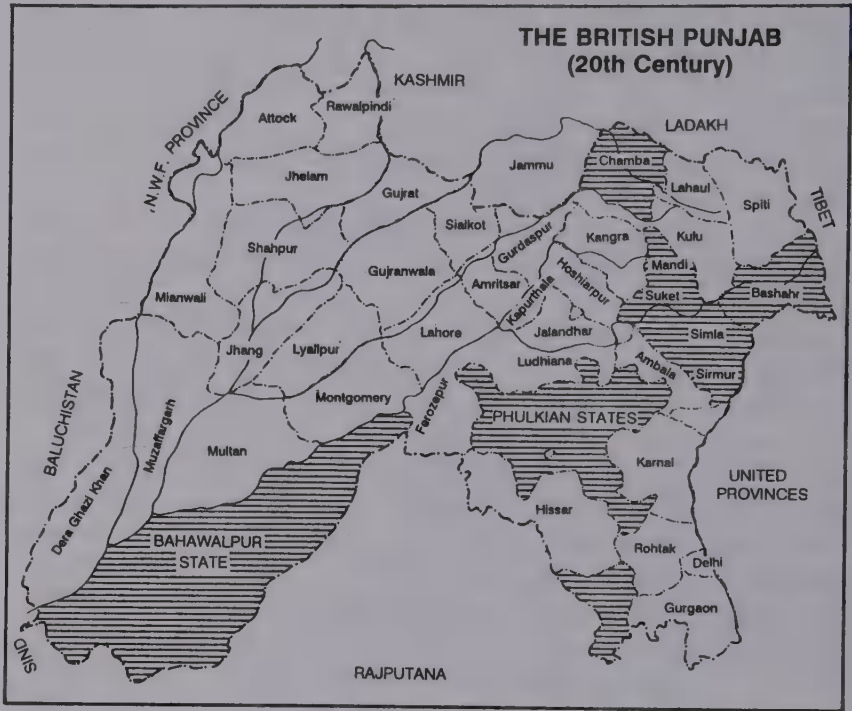 THE BRITISH PUNJAB
(20th Century)
KASHMIR
N.W.F. PROVINCE
Attock
Rawalpindi
LADAKH
Jhelam
Jammu
Chamba
Lahaul
Gujrat
Spiti
TIBET
Sialkot
Gurdaspur
Shahpur
Kangra
Kulu
Gujranwala
Mandi
Hoshiarpur
Amritsar
Kapurthala
Mianwali
Suket
Bashahr
Lahore
Jalandhar
Simla
Jhang
Lyallpur
Ludhiana
Ambala
Sirmur
Montgomery
Ferozepur
BALUCHISTAN
Muzaffargarh
PHULKIAN STATES
Multan
Karnal
UNITED
PROVINCES
Dera Ghazi Khan
Hissar
BAHAWALPUR
STATE
Rohtak
Delhi
Gurgaon
SIND
RAJPUTANA